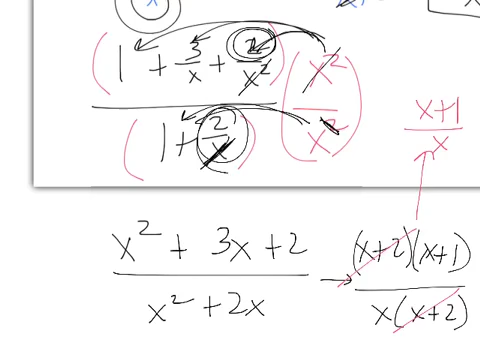 (1 + 3/x + 2/x²) (x²/x²)
(1 + 2/x)
x+1
x
x² + 3x + 2 → (x+2)(x+1)
x² + 2x x(x+2)